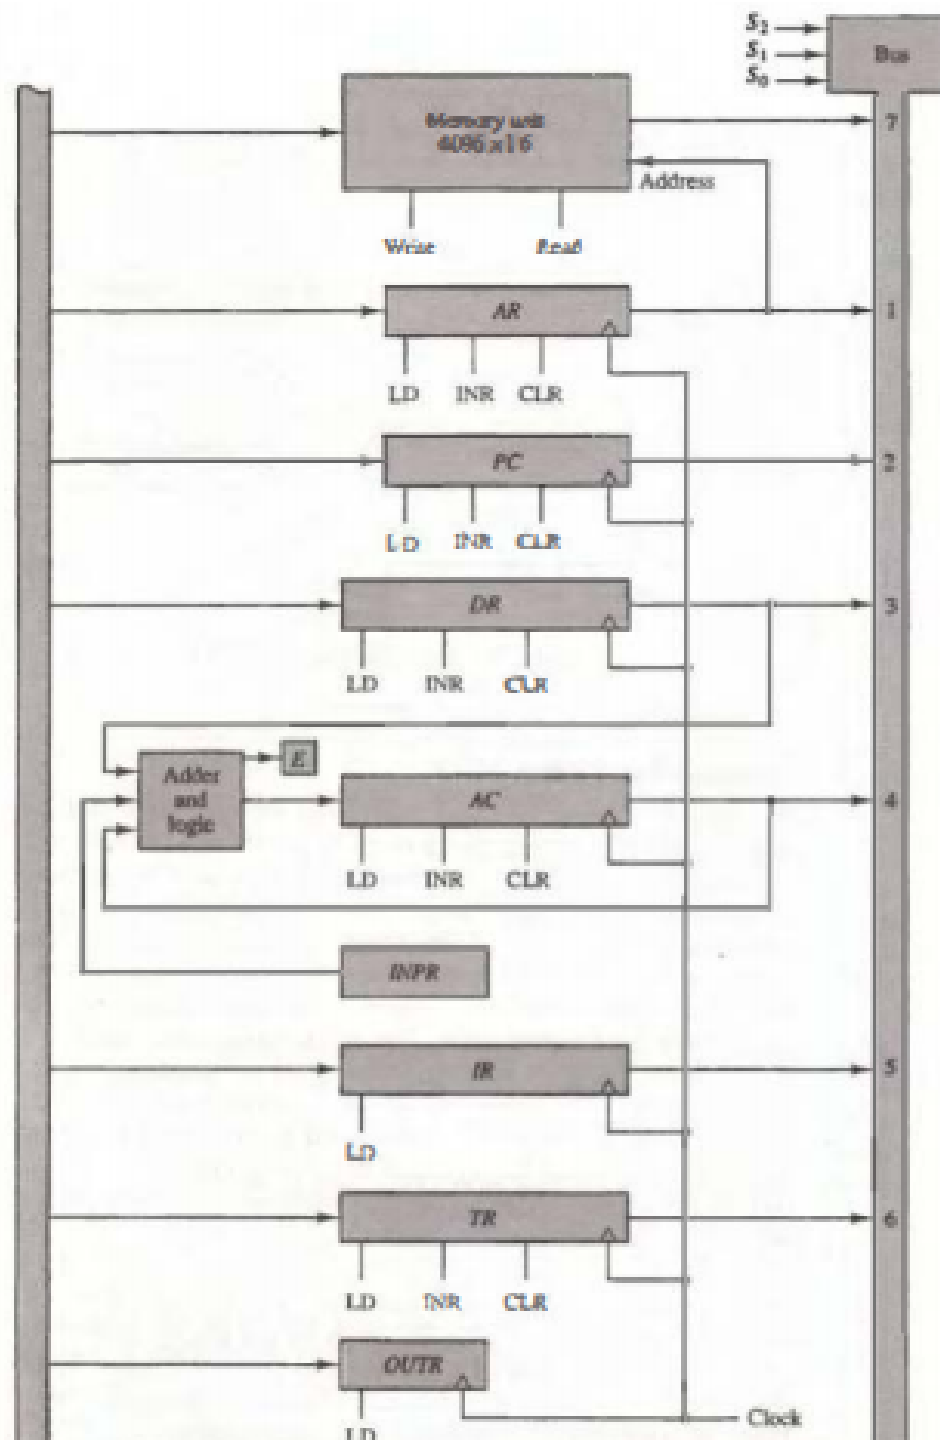 S₂
S₁
S₀
Bus
Memory unit
4096 x 16
7
Address
Write
Read
AR
1
LD INR CLR
PC
2
LD INR CLR
DR
3
LD INR CLR
Adder
and
logic
E
AC
4
LD INR CLR
INPR
IR
5
LD
TR
6
LD INR CLR
OUTR
LD
Clock